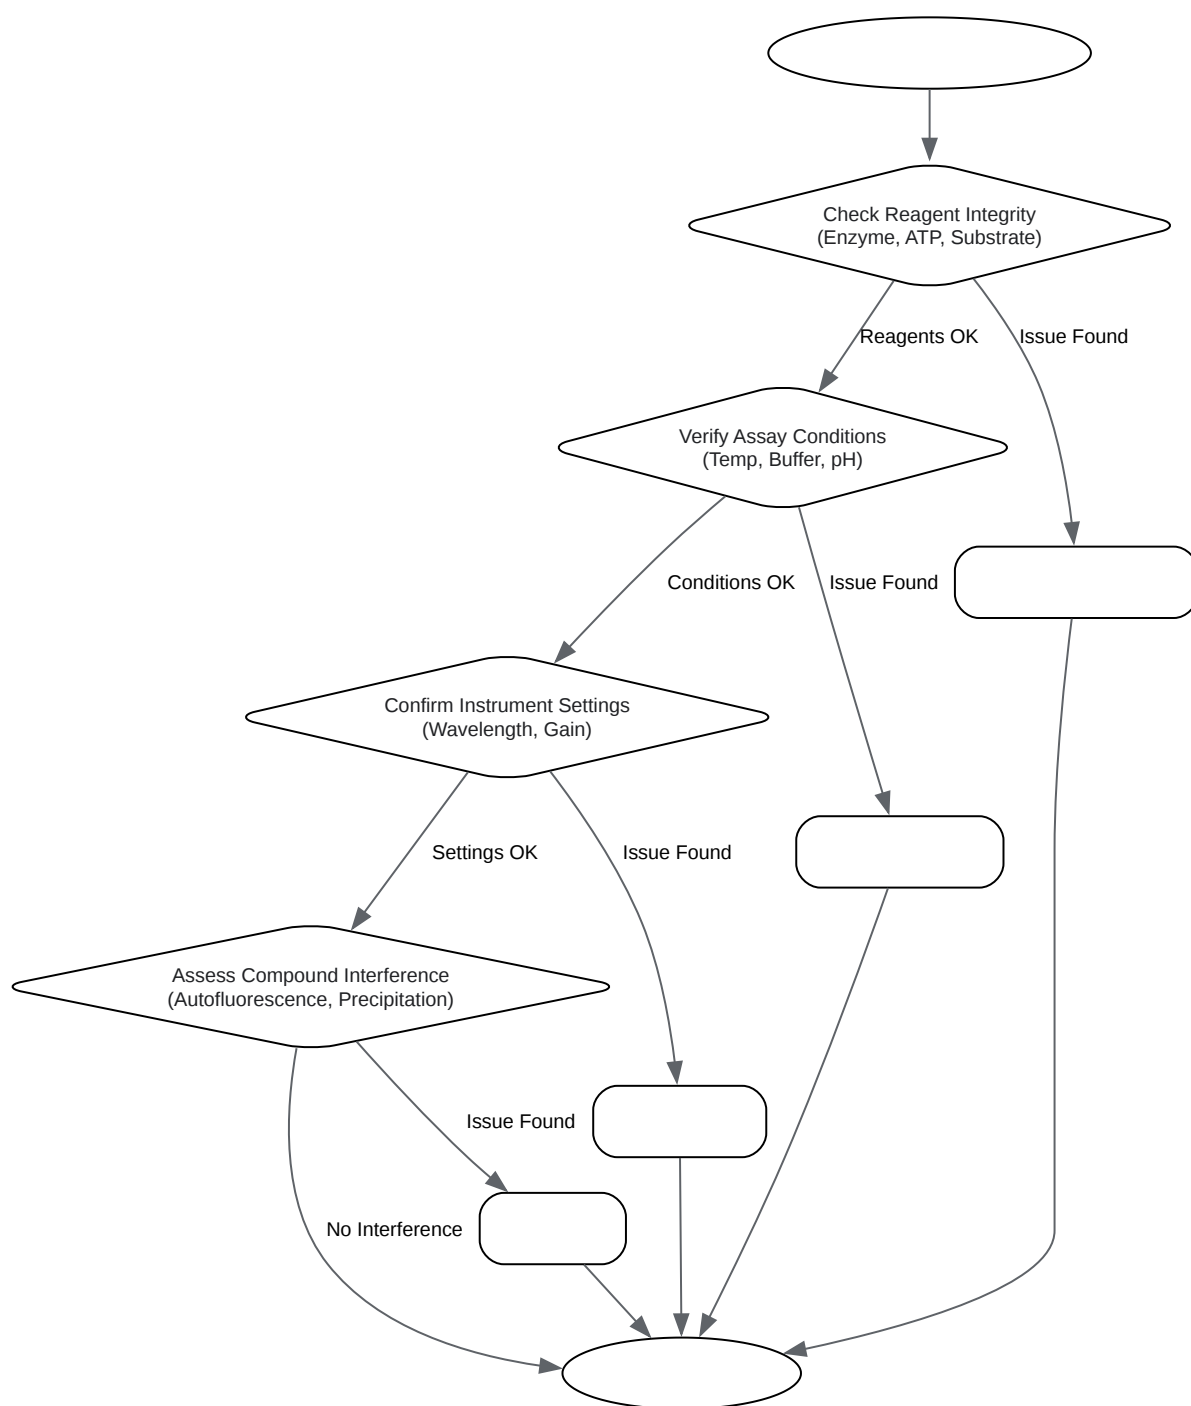 Check Reagent Integrity
(Enzyme, ATP, Substrate)
Reagents OK
Issue Found
Verify Assay Conditions
(Temp, Buffer, pH)
Conditions OK
Issue Found
Confirm Instrument Settings
(Wavelength, Gain)
Settings OK
Issue Found
Assess Compound Interference
(Autofluorescence, Precipitation)
Issue Found
No Interference